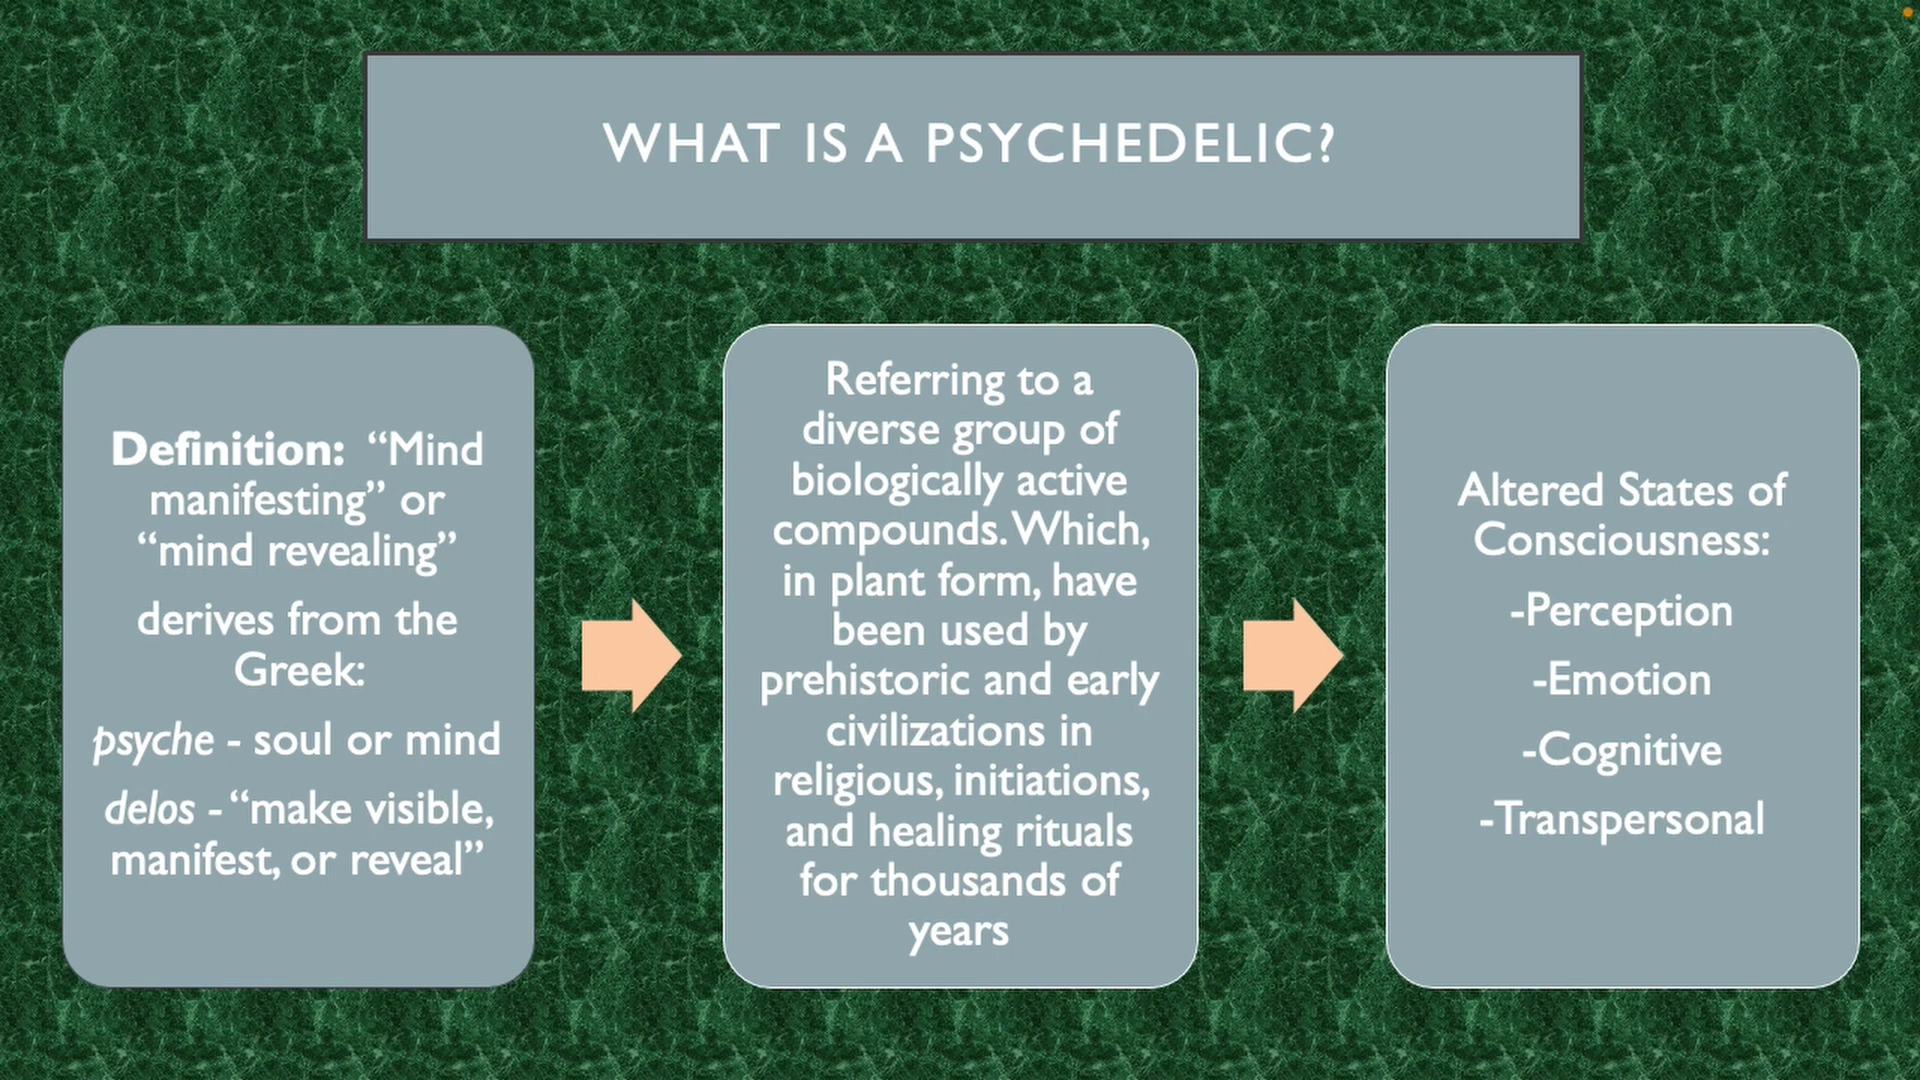 WHAT IS A PSYCHEDELIC?
Definition: “Mind
manifesting” or
“mind revealing”
derives from the
Greek:
psyche - soul or mind
delos - “make visible,
manifest, or reveal”
Referring to a
diverse group of
biologically active
compounds. Which,
in plant form, have
been used by
prehistoric and early
civilizations in
religious, initiations,
and healing rituals
for thousands of
years
Altered States of
Consciousness:
-Perception
-Emotion
-Cognitive
-Transpersonal